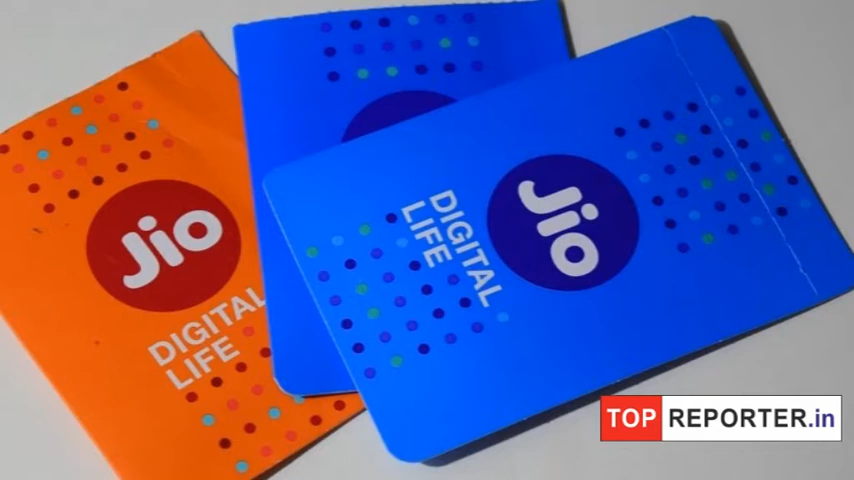 Jio
DIGITAL
LIFE
Jio
DIGITAL
LIFE
TOP REPORTER.in